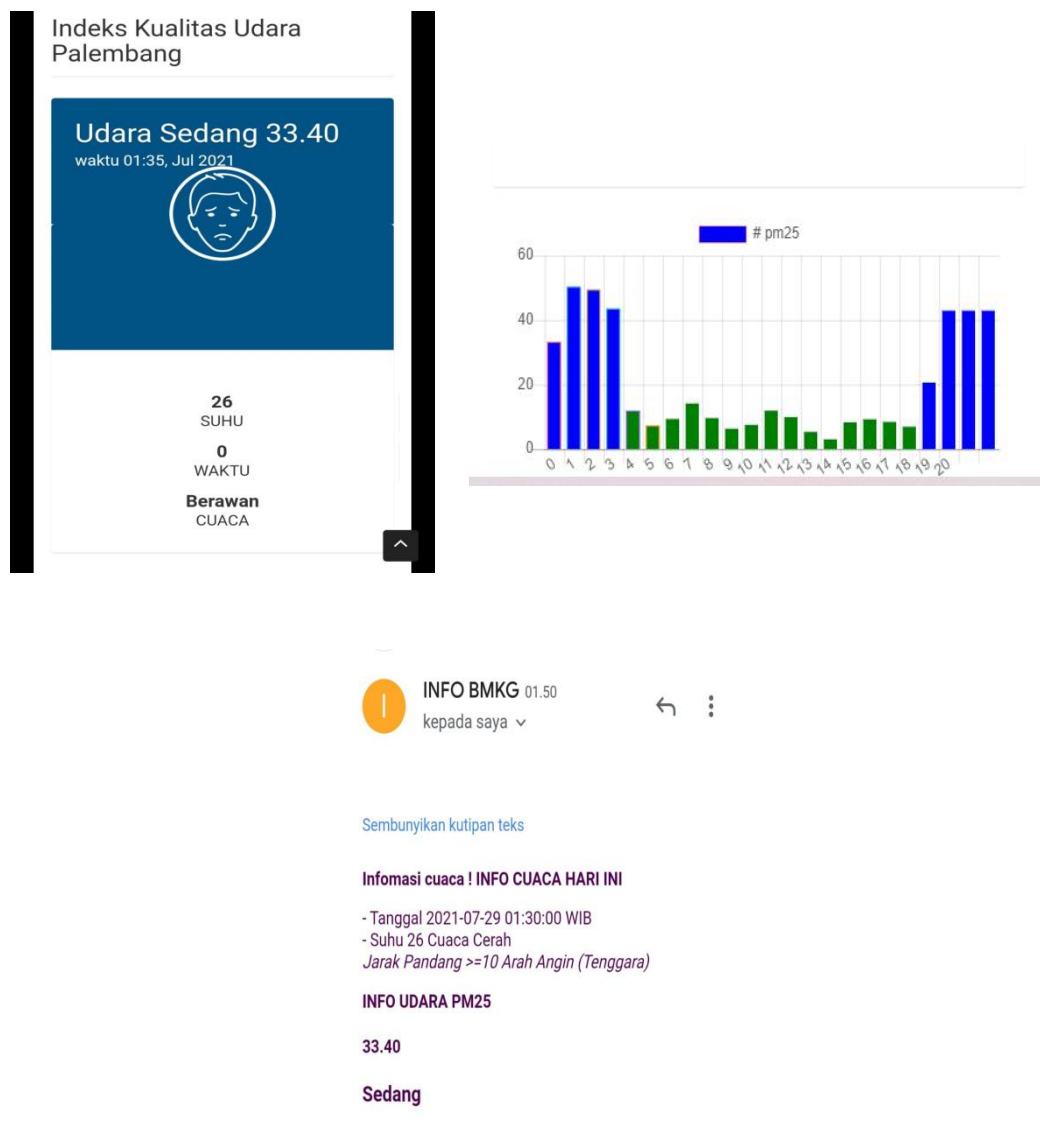 Indeks Kualitas Udara
Palembang
Udara Sedang 33.40
waktu 01:35, Jul 2021
26
SUHU
0
WAKTU
Berawan
CUACA
# pm25
60
40
20
0
0 1 2 3 4 5 6 7 8 9 10 11 12 13 14 15 16 17 18 19 20
I
INFO BMKG 01.50
kepada saya
Sembunyikan kutipan teks
Infomasi cuaca ! INFO CUACA HARI INI
- Tanggal 2021-07-29 01:30:00 WIB
- Suhu 26 Cuaca Cerah
Jarak Pandang >=10 Arah Angin (Tenggara)
INFO UDARA PM25
33.40
Sedang